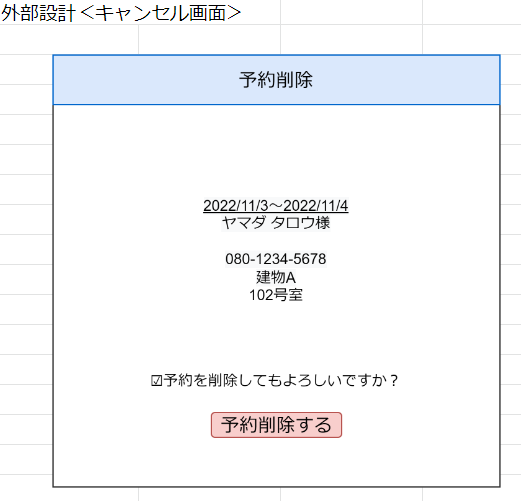 外部設計＜キャンセル画面＞
予約削除
2022/11/3～2022/11/4
ヤマダ タロウ様
080-1234-5678
建物A
102号室
☑予約を削除してもよろしいですか？
予約削除する